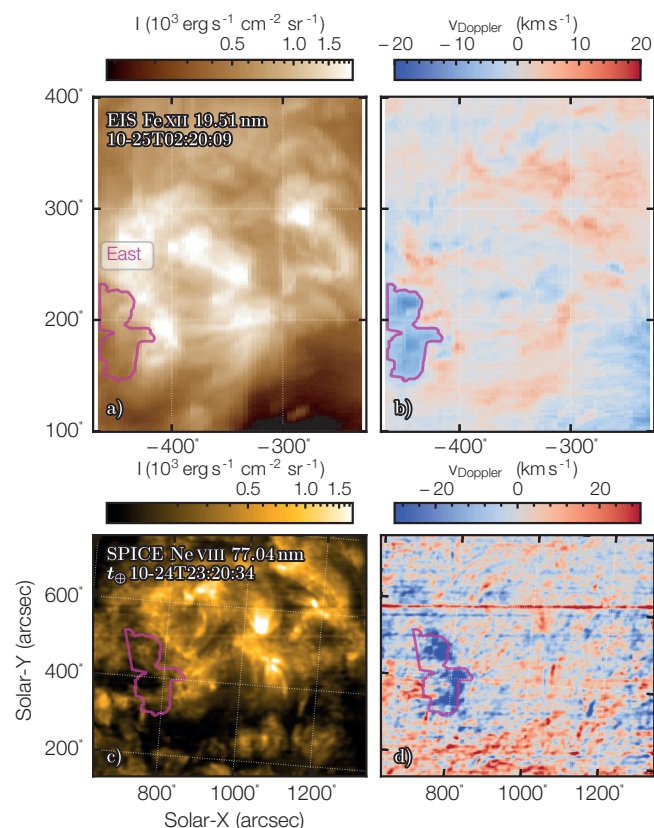 I (10³ erg s⁻¹ cm⁻² sr⁻¹) v_Doppler (km s⁻¹)
0.5 1.0 1.5 −20 −10 0 10 20
400″
EIS Fe XII 19.51 nm
10-25T02:20:09
300″
East
200″
a) b)
100″
−400″ −300″ −400″ −300″
I (10³ erg s⁻¹ cm⁻² sr⁻¹) v_Doppler (km s⁻¹)
0.5 1.0 1.5 −20 0 20
SPICE Ne VIII 77.04 nm
t⊕ 10-24T23:20:34
600″
400″
200″
c) d)
800″ 1000″ 1200″ 800″ 1000″ 1200″
Solar-Y (arcsec)
Solar-X (arcsec)